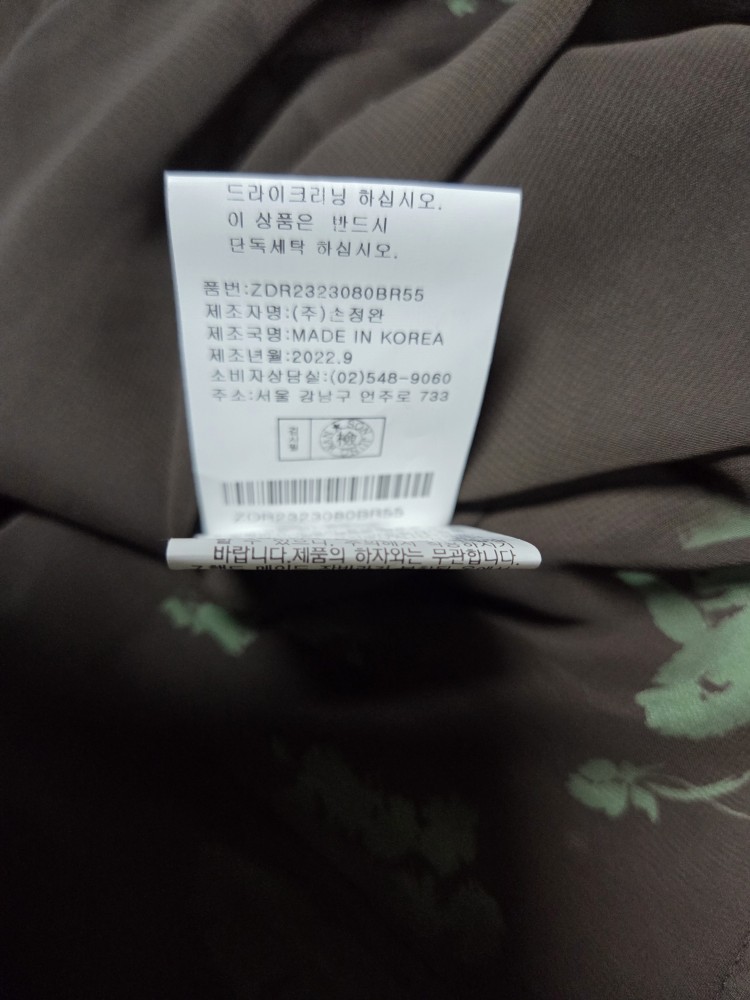 드라이크리닝 하십시오.
이 상품은 반드시
단독세탁 하십시오.
품번:ZDR2323080BR55
제조자명:(주)손정완
제조국명:MADE IN KOREA
제조년월:2022.9
소비자상담실:(02)548-9060
주소:서울 강남구 언주로 733
檢
ZDR2323080BR55
바랍니다.제품의 하자와는 무관합니다.